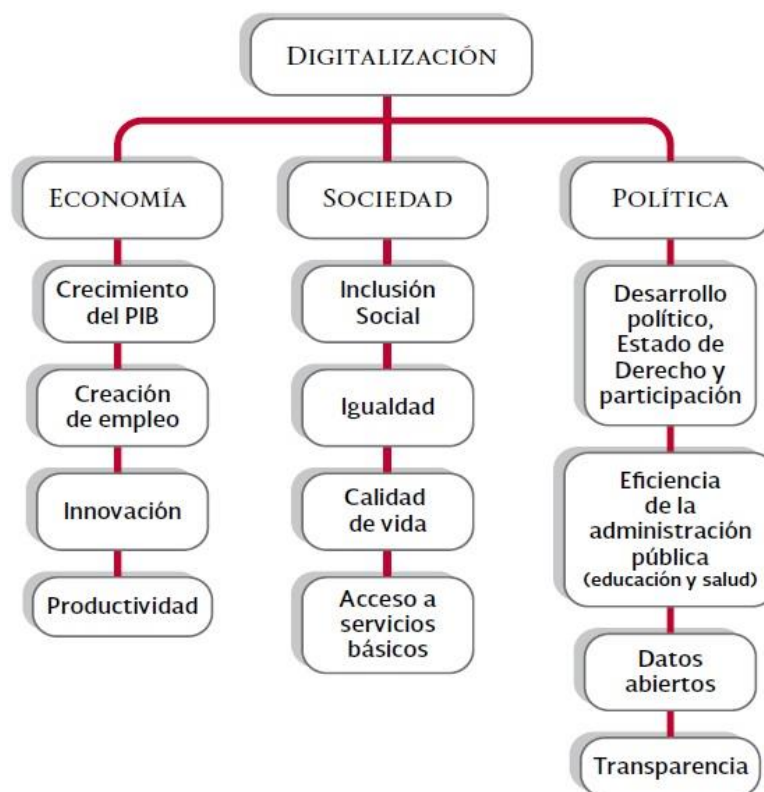 DIGITALIZACIÓN
ECONOMÍA
Crecimiento
del PIB
Creación
de empleo
Innovación
Productividad
SOCIEDAD
Inclusión
Social
Igualdad
Calidad
de vida
Acceso a
servicios
básicos
POLÍTICA
Desarrollo
político,
Estado de
Derecho y
participación
Eficiencia
de la
administración
pública
(educación y salud)
Datos
abiertos
Transparencia